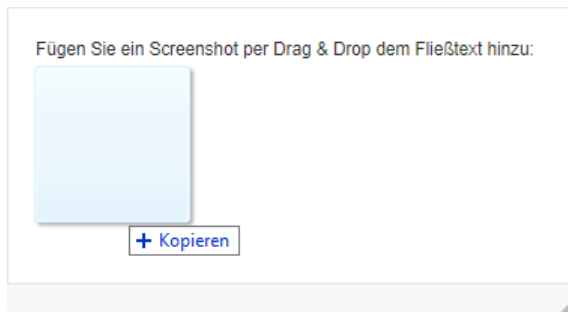 Fügen Sie ein Screenshot per Drag & Drop dem Fließtext hinzu:
+ Kopieren